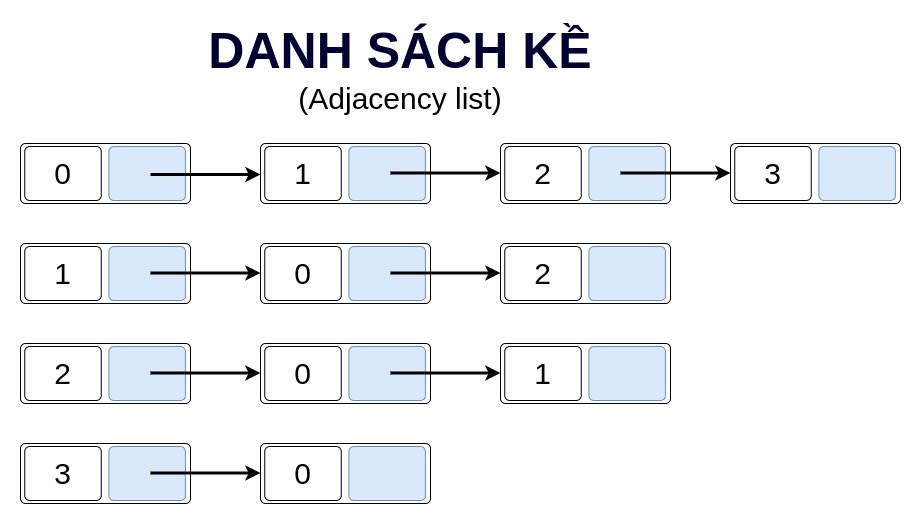 DANH SÁCH KỀ
(Adjacency list)
0 1 2 3
1 0 2
2 0 1
3 0